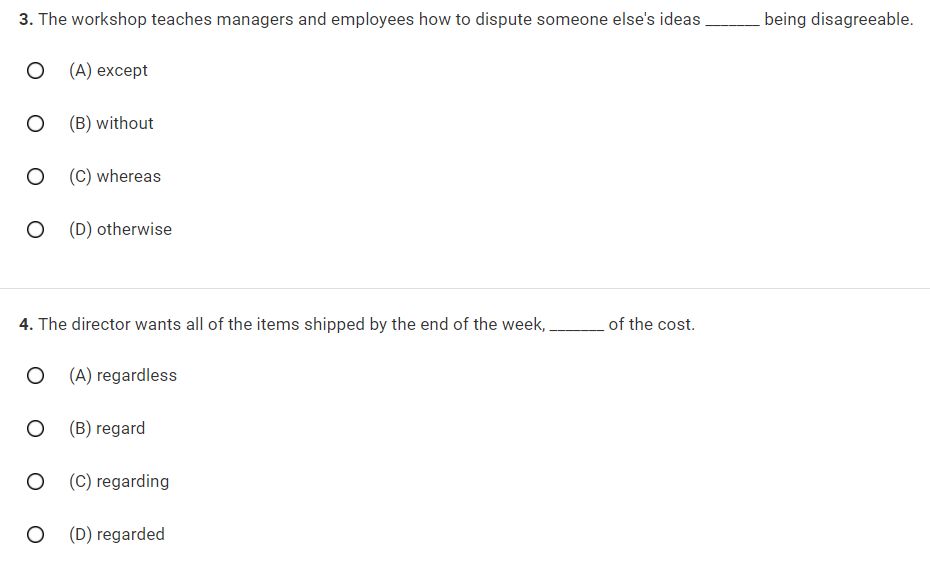 3. The workshop teaches managers and employees how to dispute someone else's ideas _______ being disagreeable.
(A) except
(B) without
(C) whereas
(D) otherwise
4. The director wants all of the items shipped by the end of the week, _______ of the cost.
(A) regardless
(B) regard
(C) regarding
(D) regarded